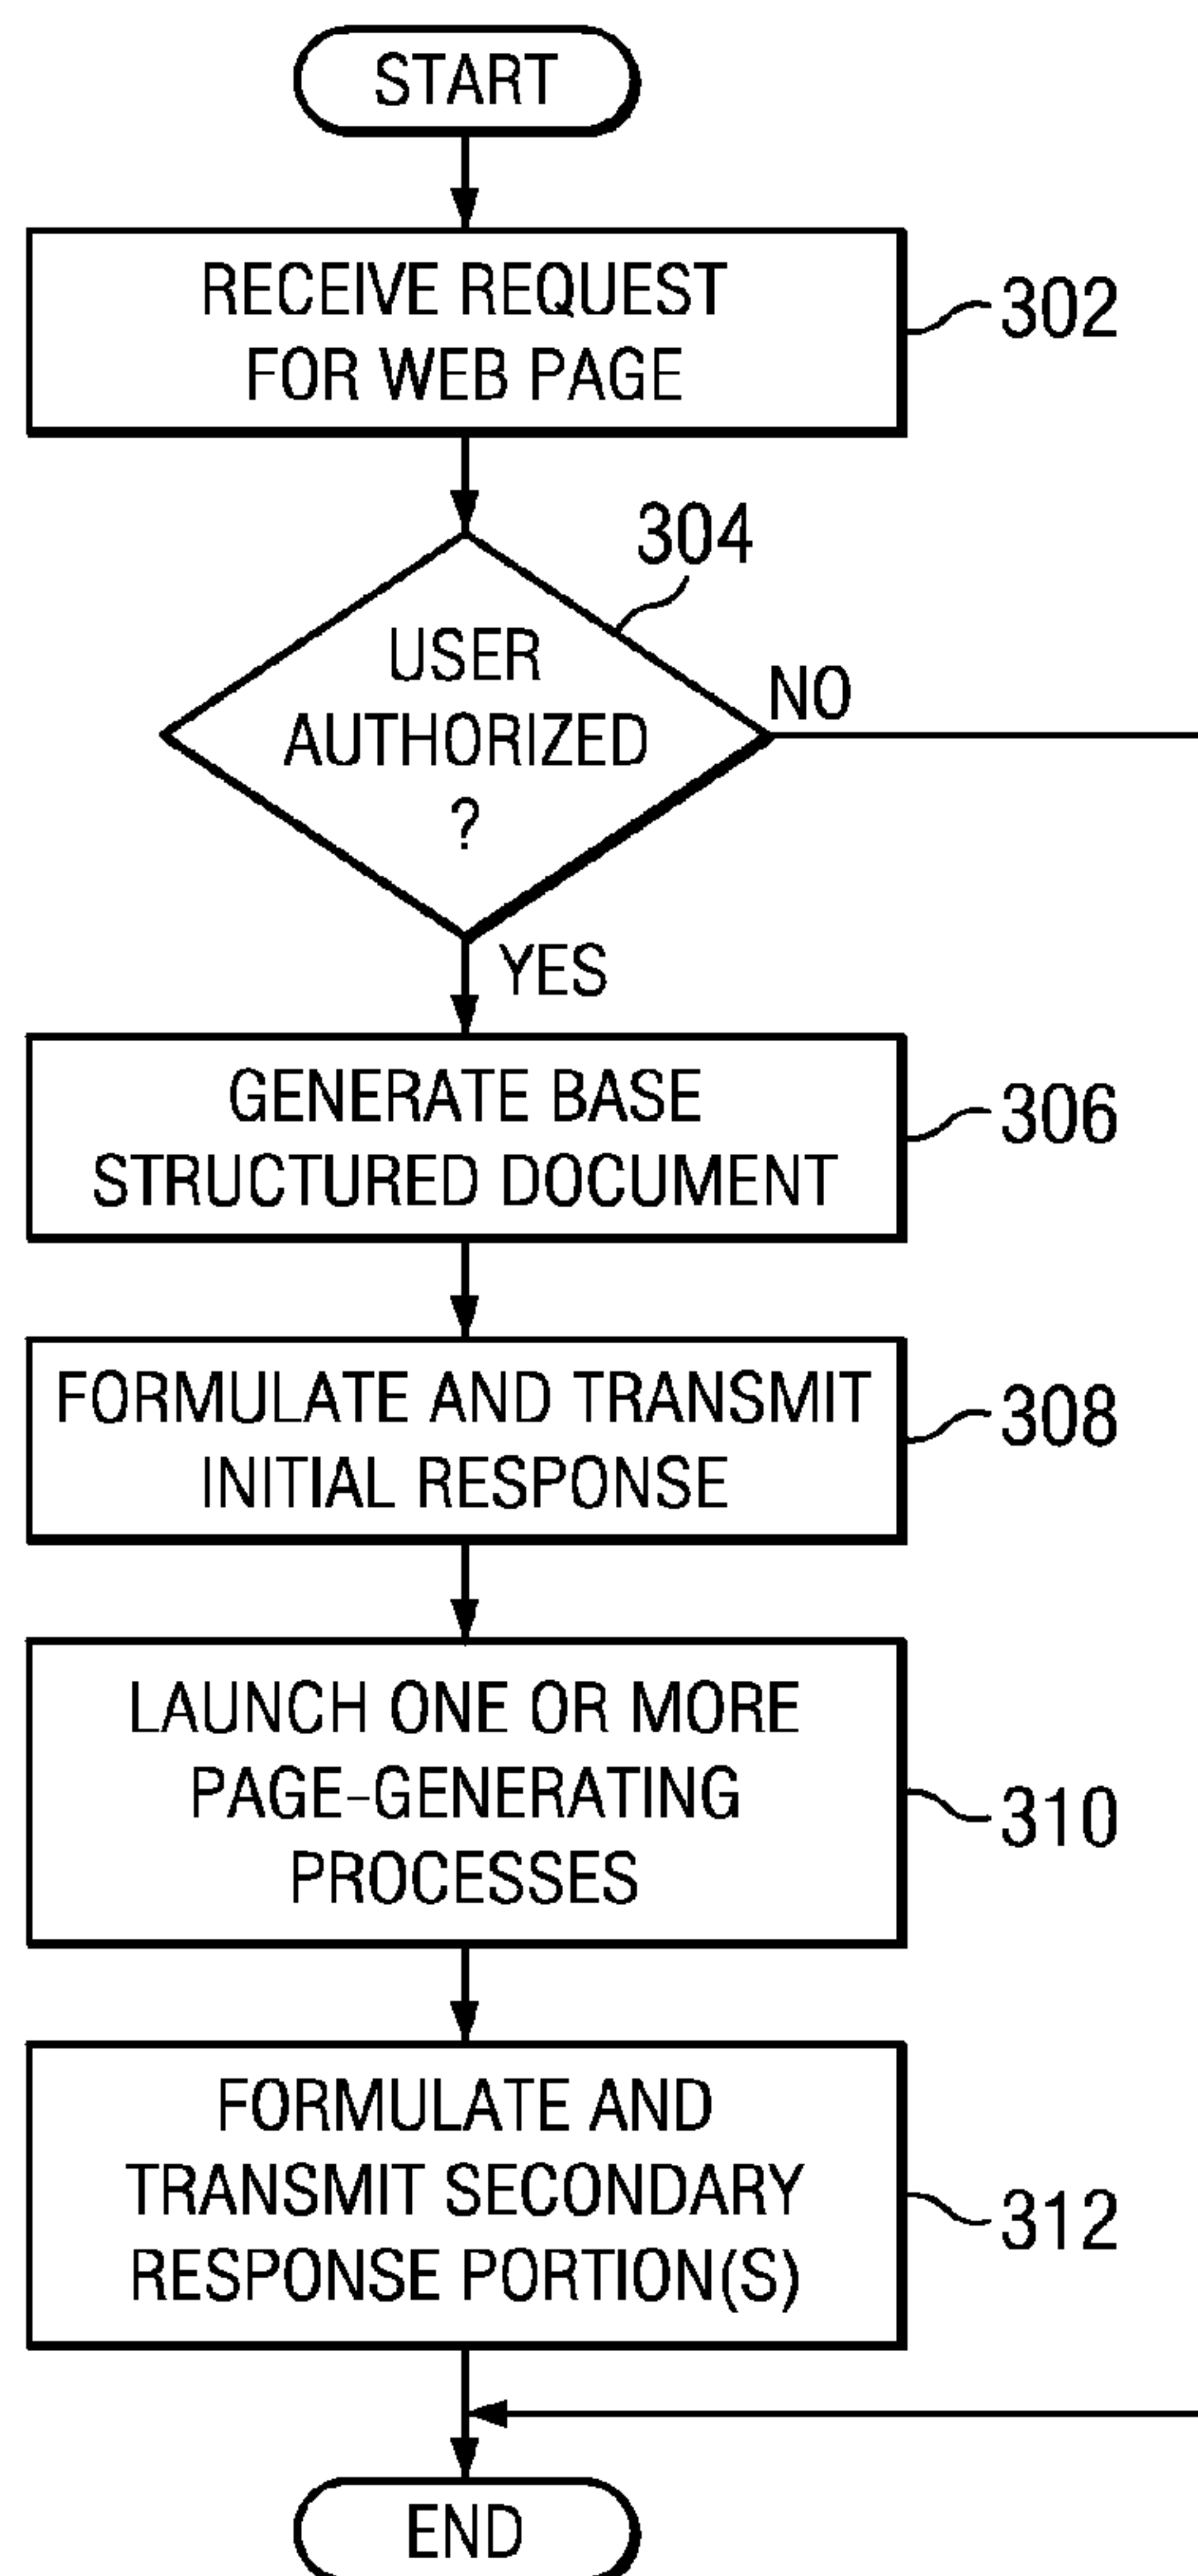 START
RECEIVE REQUEST
FOR WEB PAGE
302
304
USER
AUTHORIZED
?
NO
YES
GENERATE BASE
STRUCTURED DOCUMENT
306
FORMULATE AND TRANSMIT
INITIAL RESPONSE
308
LAUNCH ONE OR MORE
PAGE-GENERATING
PROCESSES
310
FORMULATE AND
TRANSMIT SECONDARY
RESPONSE PORTION(S)
312
END